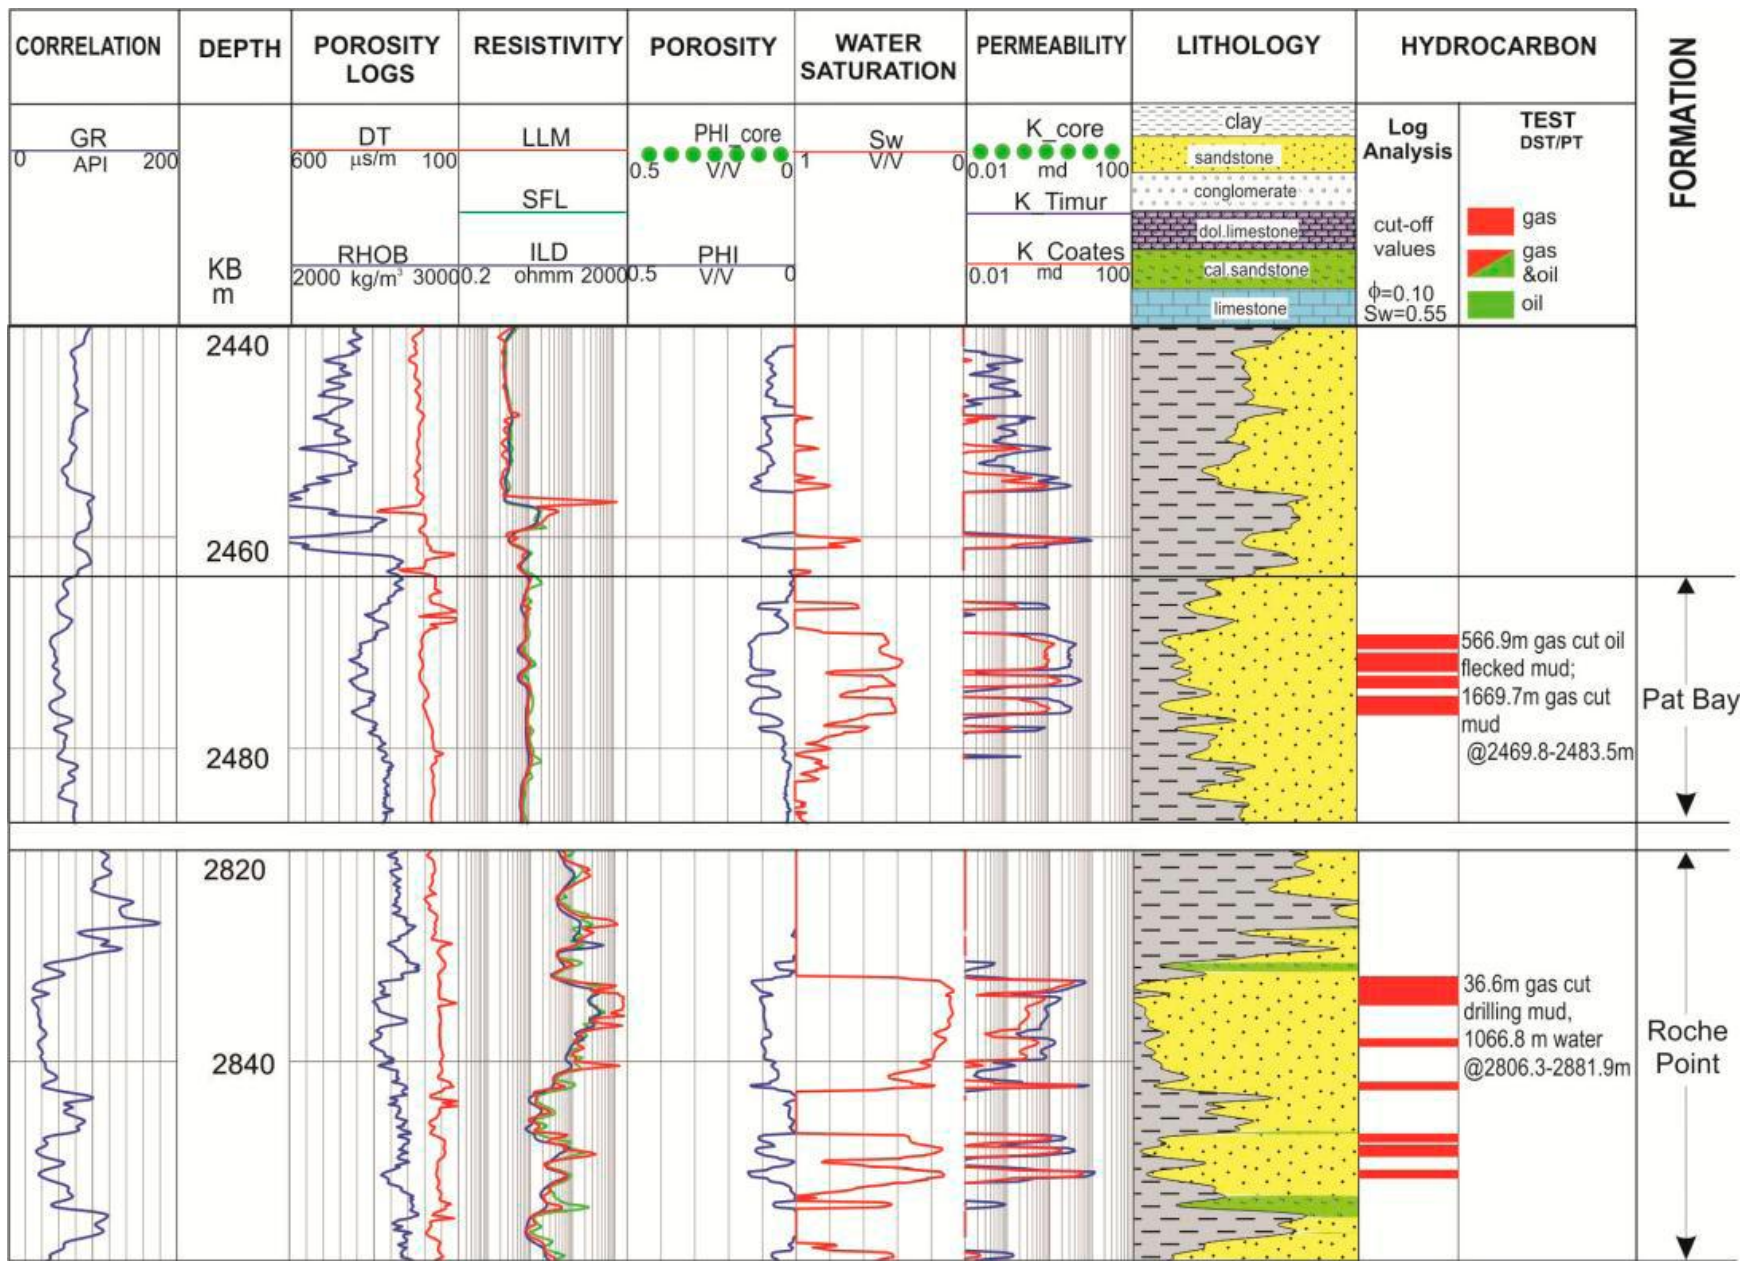 CORRELATION
DEPTH
POROSITY
LOGS
RESISTIVITY
POROSITY
WATER
SATURATION
PERMEABILITY
LITHOLOGY
HYDROCARBON
FORMATION
GR
0 API 200
KB
m
DT
600 μs/m 100
RHOB
2000 kg/m³ 3000
LLM
SFL
ILD
0.2 ohmm 2000
PHI_core
0.5 V/V 0
PHI
0.5 V/V 0
Sw
1 V/V 0
K_core
0.01 md 100
K_Timur
K_Coates
0.01 md 100
clay
sandstone
conglomerate
dol.limestone
cal.sandstone
limestone
Log
Analysis
cut-off
values
ϕ=0.10
Sw=0.55
TEST
DST/PT
gas
gas
&oil
oil
2440
2460
566.9m gas cut oil
flecked mud;
1669.7m gas cut
mud
@2469.8-2483.5m
Pat Bay
2480
2820
36.6m gas cut
drilling mud,
1066.8 m water
@2806.3-2881.9m
Roche
Point
2840